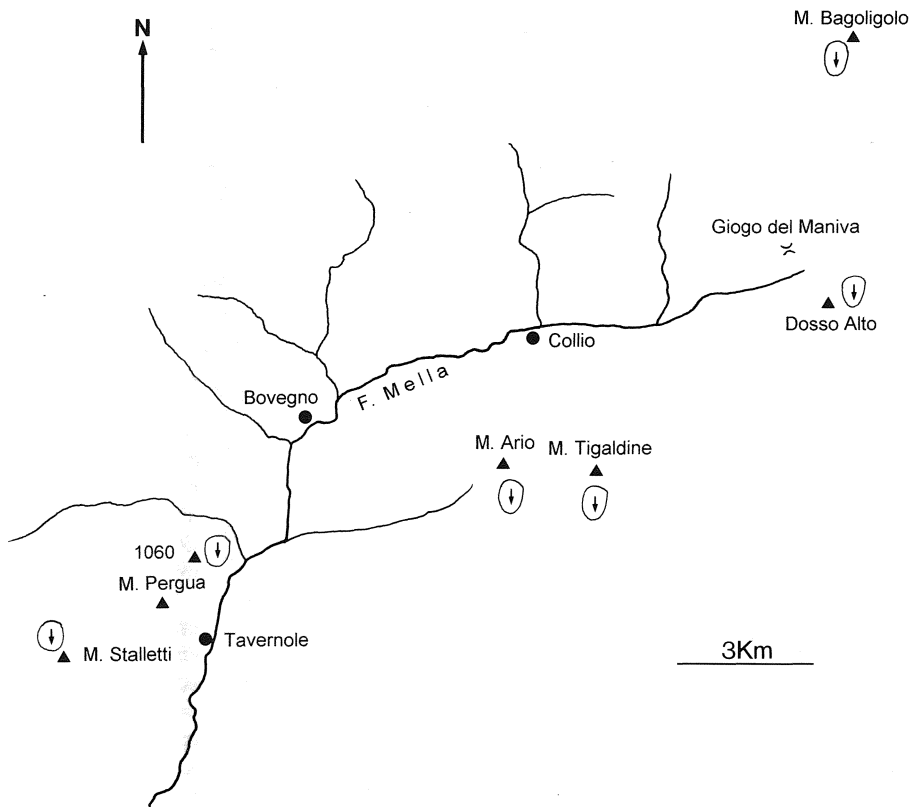 M. Bagoligolo
N
Giogo del Maniva
Dosso Alto
Collio
F. Mella
Bovegno
M. Ario
M. Tigaldine
1060
M. Pergua
Tavernole
M. Stalletti
3Km